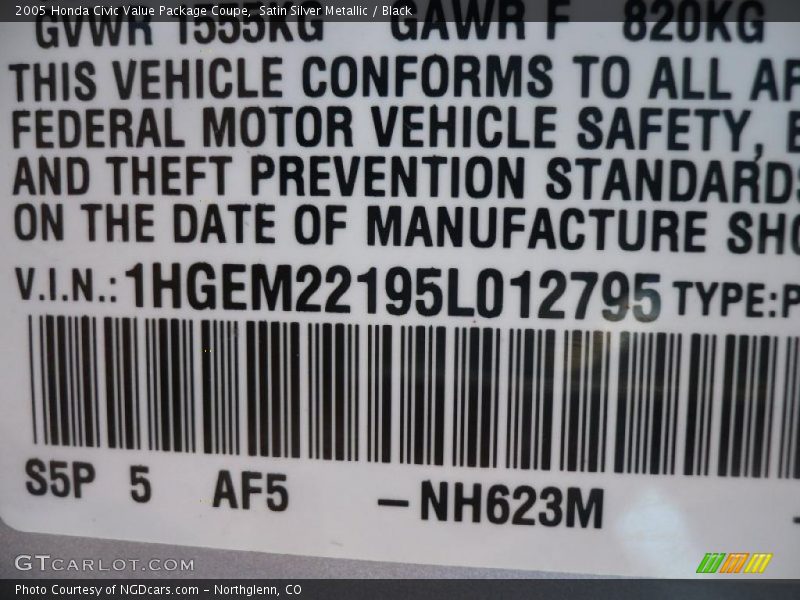 2005 Honda Civic Value Package Coupe, Satin Silver Metallic / Black
GVWR 1555KG GAWR F 820KG
THIS VEHICLE CONFORMS TO ALL AP
FEDERAL MOTOR VEHICLE SAFETY,
AND THEFT PREVENTION STANDARDS
ON THE DATE OF MANUFACTURE SHO
V.I.N.: 1HGEM22195L012795 TYPE:P
S5P 5 AF5 –NH623M
GTCARLOT.COM
Photo Courtesy of NGDcars.com – Northglenn, CO